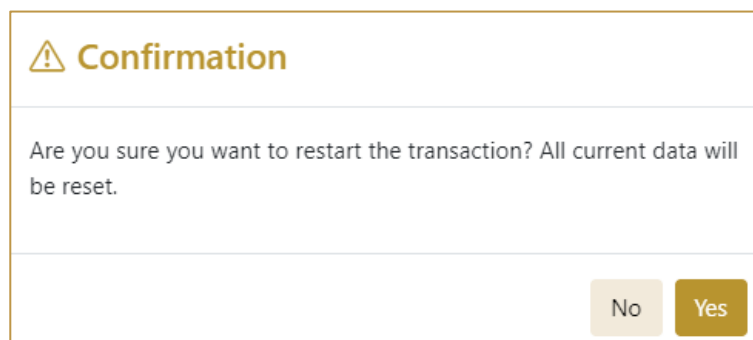 Confirmation
Are you sure you want to restart the transaction? All current data will
be reset.
No
Yes